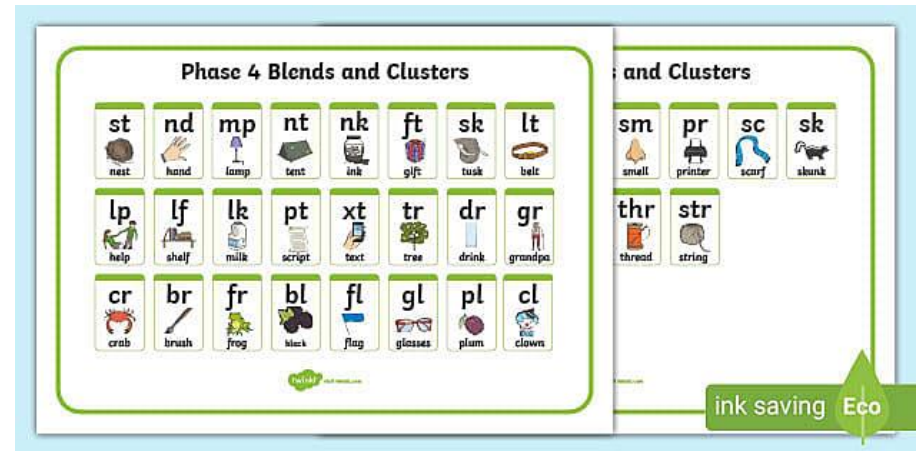 Phase 4 Blends and Clusters
st nd mp nt nk ft sk lt
nest hand lamp tent ink gift tusk belt
lp lf lk pt xt tr dr gr
help shelf milk script text tree drink grandpa
cr br fr bl fl gl pl cl
crab brush frog black flag glasses plum clown
twinkl
and Clusters
sm pr sc sk
smell printer scarf skunk
thr str
thread string
ink saving Eco